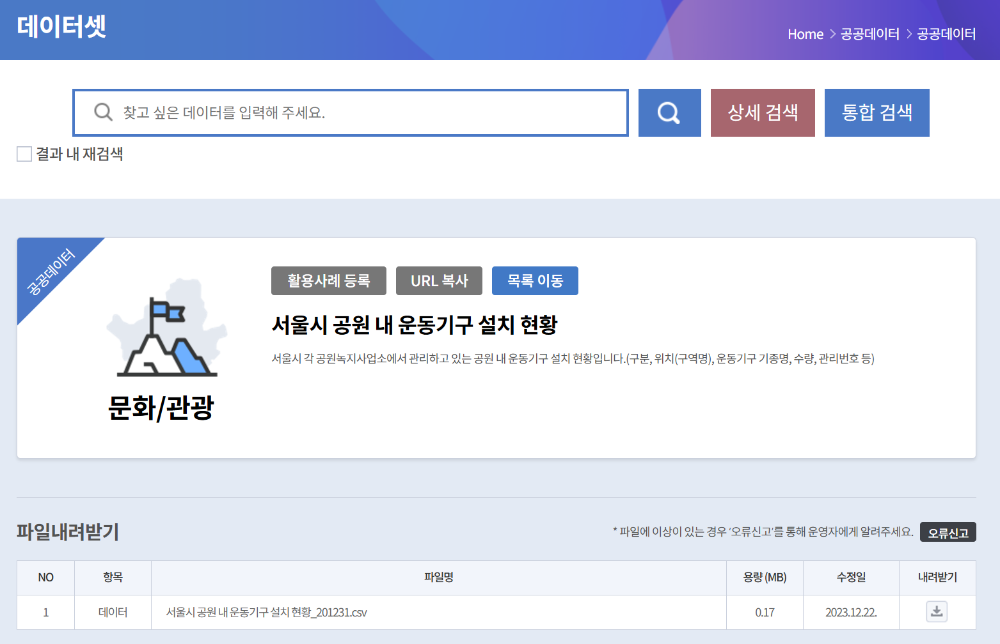 데이터셋
Home > 공공데이터 > 공공데이터
찾고 싶은 데이터를 입력해 주세요.
상세 검색
통합 검색
결과 내 재검색
공공데이터
문화/관광
활용사례 등록
URL 복사
목록 이동
서울시 공원 내 운동기구 설치 현황
서울시 각 공원녹지사업소에서 관리하고 있는 공원 내 운동기구 설치 현황입니다.(구분, 위치(구역명), 운동기구 기종명, 수량, 관리번호 등)
파일내려받기
* 파일에 이상이 있는 경우 ‘오류신고’를 통해 운영자에게 알려주세요.
오류신고
NO 항목 파일명 용량 (MB) 수정일 내려받기
1 데이터 서울시 공원 내 운동기구 설치 현황_201231.csv 0.17 2023.12.22.